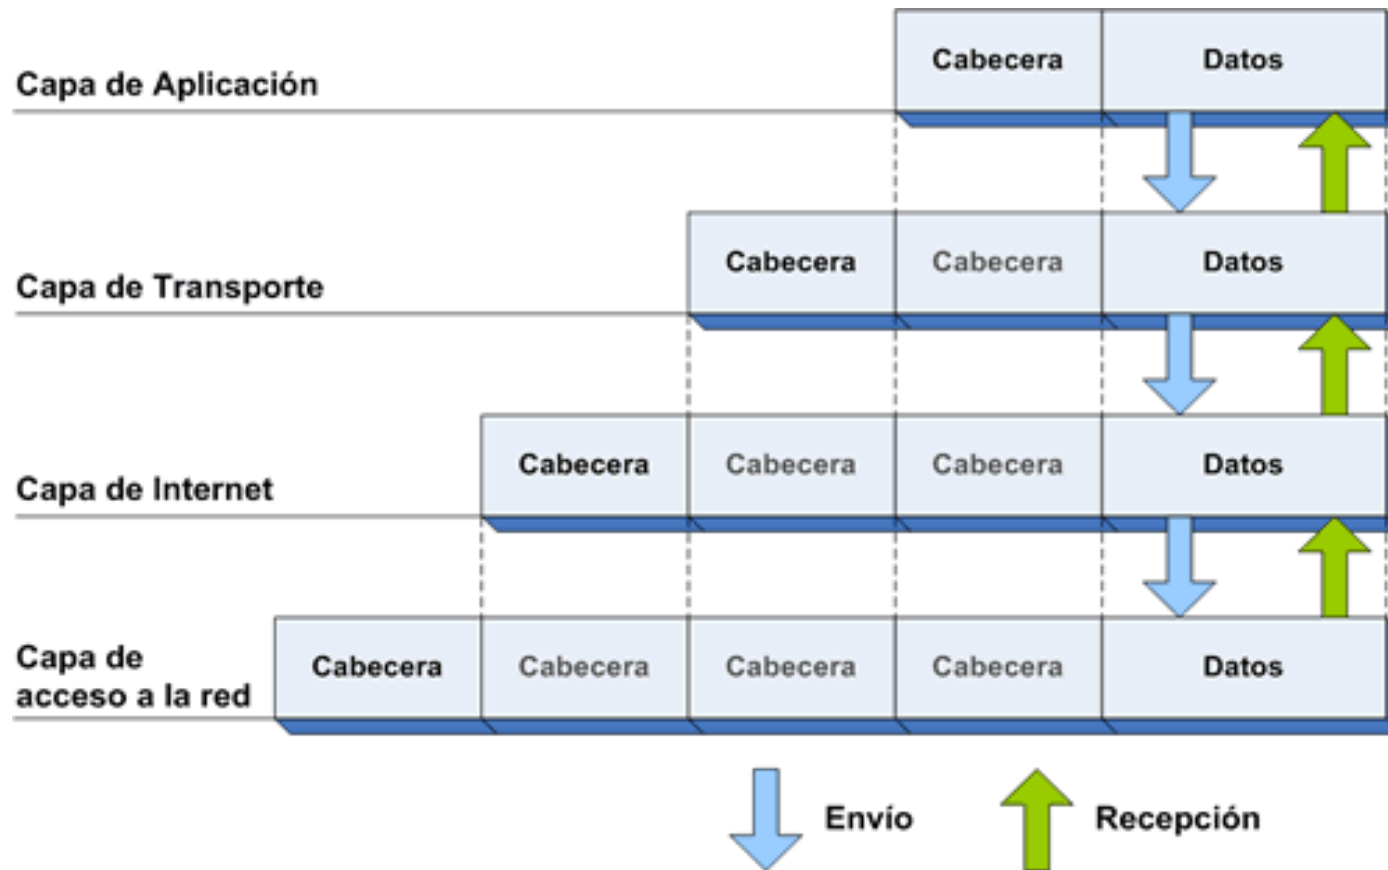 Cabecera Datos
Capa de Aplicación
Cabecera Cabecera Datos
Capa de Transporte
Cabecera Cabecera Cabecera Datos
Capa de Internet
Capa de
acceso a la red
Cabecera Cabecera Cabecera Cabecera Datos
Envío Recepción